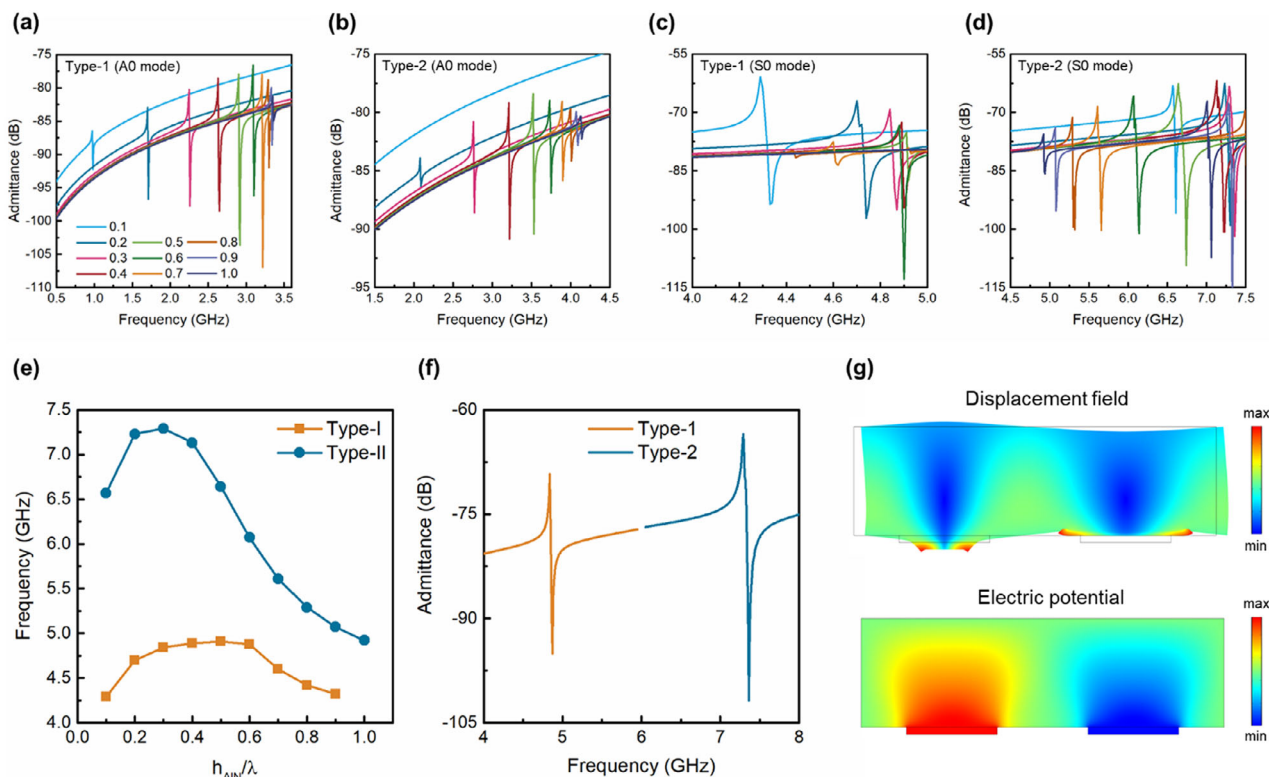 (a)
Type-1 (A0 mode)
Admittance (dB)
-75
-80
-85
-90
-95
-100
-105
-110
0.1
0.2
0.3
0.4
0.5
0.6
0.7
0.8
0.9
1.0
0.5 1.0 1.5 2.0 2.5 3.0 3.5
Frequency (GHz)
(b)
Type-2 (A0 mode)
Admittance (dB)
-75
-80
-85
-90
-95
1.5 2.0 2.5 3.0 3.5 4.0 4.5
Frequency (GHz)
(c)
Type-1 (S0 mode)
Admittance (dB)
-55
-70
-85
-100
-115
4.0 4.2 4.4 4.6 4.8 5.0
Frequency (GHz)
(d)
Type-2 (S0 mode)
Admittance (dB)
-55
-70
-85
-100
-115
4.5 5.0 5.5 6.0 6.5 7.0 7.5
Frequency (GHz)
(e)
Type-I
Type-II
Frequency (GHz)
7.5
7.0
6.5
6.0
5.5
5.0
4.5
4.0
0.0 0.2 0.4 0.6 0.8 1.0
hAlN/λ
(f)
Type-1
Type-2
Admittance (dB)
-60
-75
-90
-105
4 5 6 7 8
Frequency (GHz)
(g)
Displacement field
max
min
Electric potential
max
min